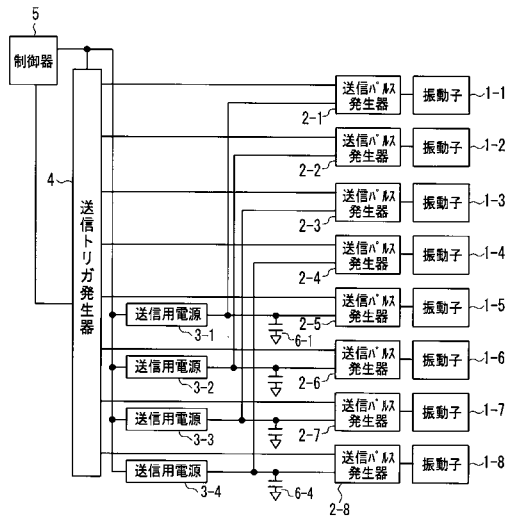 5
制御器
4
送信トリガ発生器
送信パルス
発生器
振動子
1-1
2-1
送信パルス
発生器
振動子
1-2
2-2
送信パルス
発生器
振動子
1-3
2-3
送信パルス
発生器
振動子
1-4
2-4
送信パルス
発生器
振動子
1-5
2-5
送信用電源
3-1
6-1
送信パルス
発生器
振動子
1-6
2-6
送信用電源
3-2
送信パルス
発生器
振動子
1-7
2-7
送信用電源
3-3
送信パルス
発生器
振動子
1-8
2-8
送信用電源
3-4
6-4